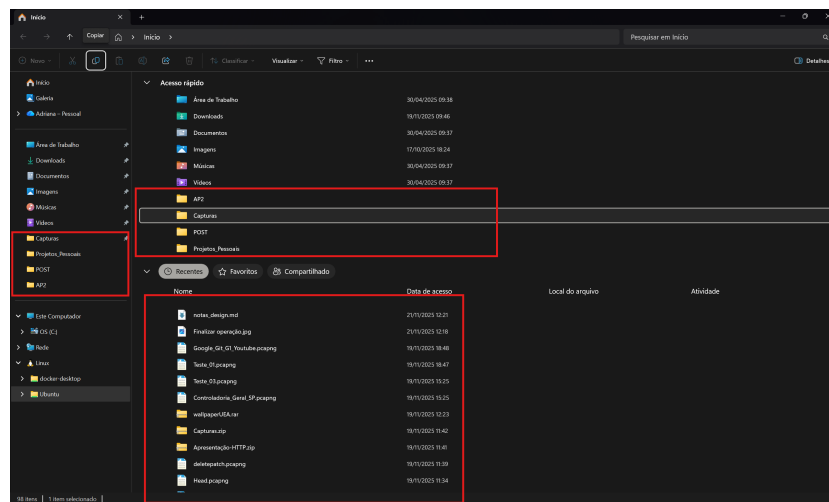 Início
Copiar
Início
Pesquisar em Início
Novo
Classificar
Visualizar
Filtro
Detalhes
Início
Galeria
Adriana – Pessoal
Área de Trabalho
Downloads
Documentos
Imagens
Músicas
Vídeos
Capturas
Projetos_Pessoais
POST
AP2
Este Computador
OS (C:)
Rede
Linux
docker-desktop
Ubuntu
Acesso rápido
Área de Trabalho 30/04/2025 09:38
Downloads 19/11/2025 09:46
Documentos 30/04/2025 09:37
Imagens 17/10/2025 18:24
Músicas 30/04/2025 09:37
Vídeos 30/04/2025 09:37
AP2
Capturas
POST
Projetos_Pessoais
Recentes Favoritos Compartilhado
Nome Data de acesso Local do arquivo Atividade
notas_design.md 21/11/2025 12:21
Finalizar operação.jpg 21/11/2025 12:18
Google_Git_G1_Youtube.pcapng 19/11/2025 18:48
Teste_01.pcapng 19/11/2025 18:47
Teste_03.pcapng 19/11/2025 15:25
Controladoria_Geral_SP.pcapng 19/11/2025 15:25
wallpaperUEA.rar 19/11/2025 12:23
Capturas.zip 19/11/2025 11:42
Apresentação-HTTP.zip 19/11/2025 11:41
deletepatch.pcapng 19/11/2025 11:39
Head.pcapng 19/11/2025 11:34
98 itens 1 item selecionado